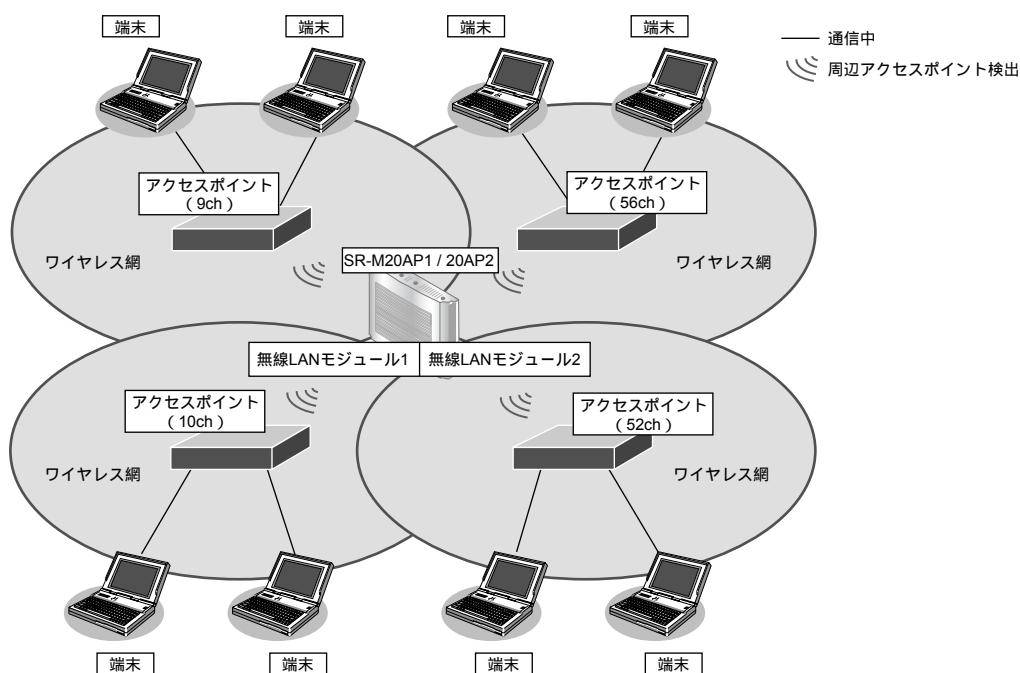 端末
端末
端末
端末
通信中
周辺アクセスポイント検出
アクセスポイント
（9ch）
アクセスポイント
（56ch）
ワイヤレス網
SR-M20AP1 / 20AP2
ワイヤレス網
無線LANモジュール1
無線LANモジュール2
アクセスポイント
（10ch）
アクセスポイント
（52ch）
ワイヤレス網
ワイヤレス網
端末
端末
端末
端末